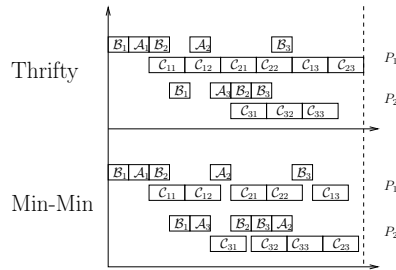 B₁ A₁ B₂ A₂ B₃
Thrifty
C₁₁ C₁₂ C₂₁ C₂₂ C₁₃ C₂₃ P₁
B₁ A₃ B₂ B₃ P₂
C₃₁ C₃₂ C₃₃
B₁ A₁ B₂ A₂ B₃ P₁
Min-Min
C₁₁ C₁₂ C₂₁ C₂₂ C₁₃
B₁ A₃ B₂ B₃ A₂ P₂
C₃₁ C₃₂ C₃₃ C₂₃